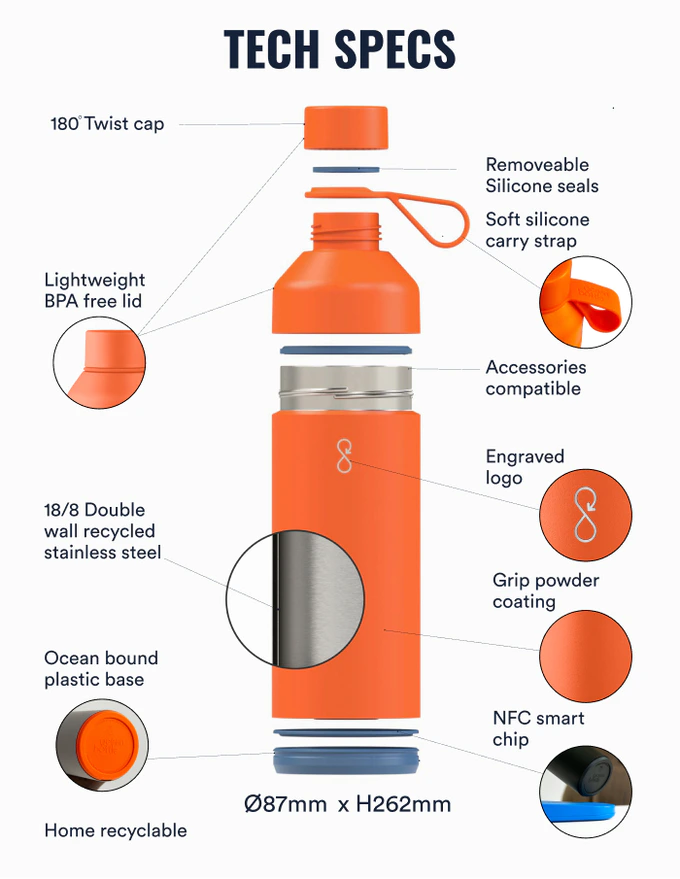 TECH SPECS
180° Twist cap
Removeable
Silicone seals
Soft silicone
carry strap
Lightweight
BPA free lid
Accessories
compatible
Engraved
logo
18/8 Double
wall recycled
stainless steel
Grip powder
coating
Ocean bound
plastic base
NFC smart
chip
Ø87mm x H262mm
Home recyclable